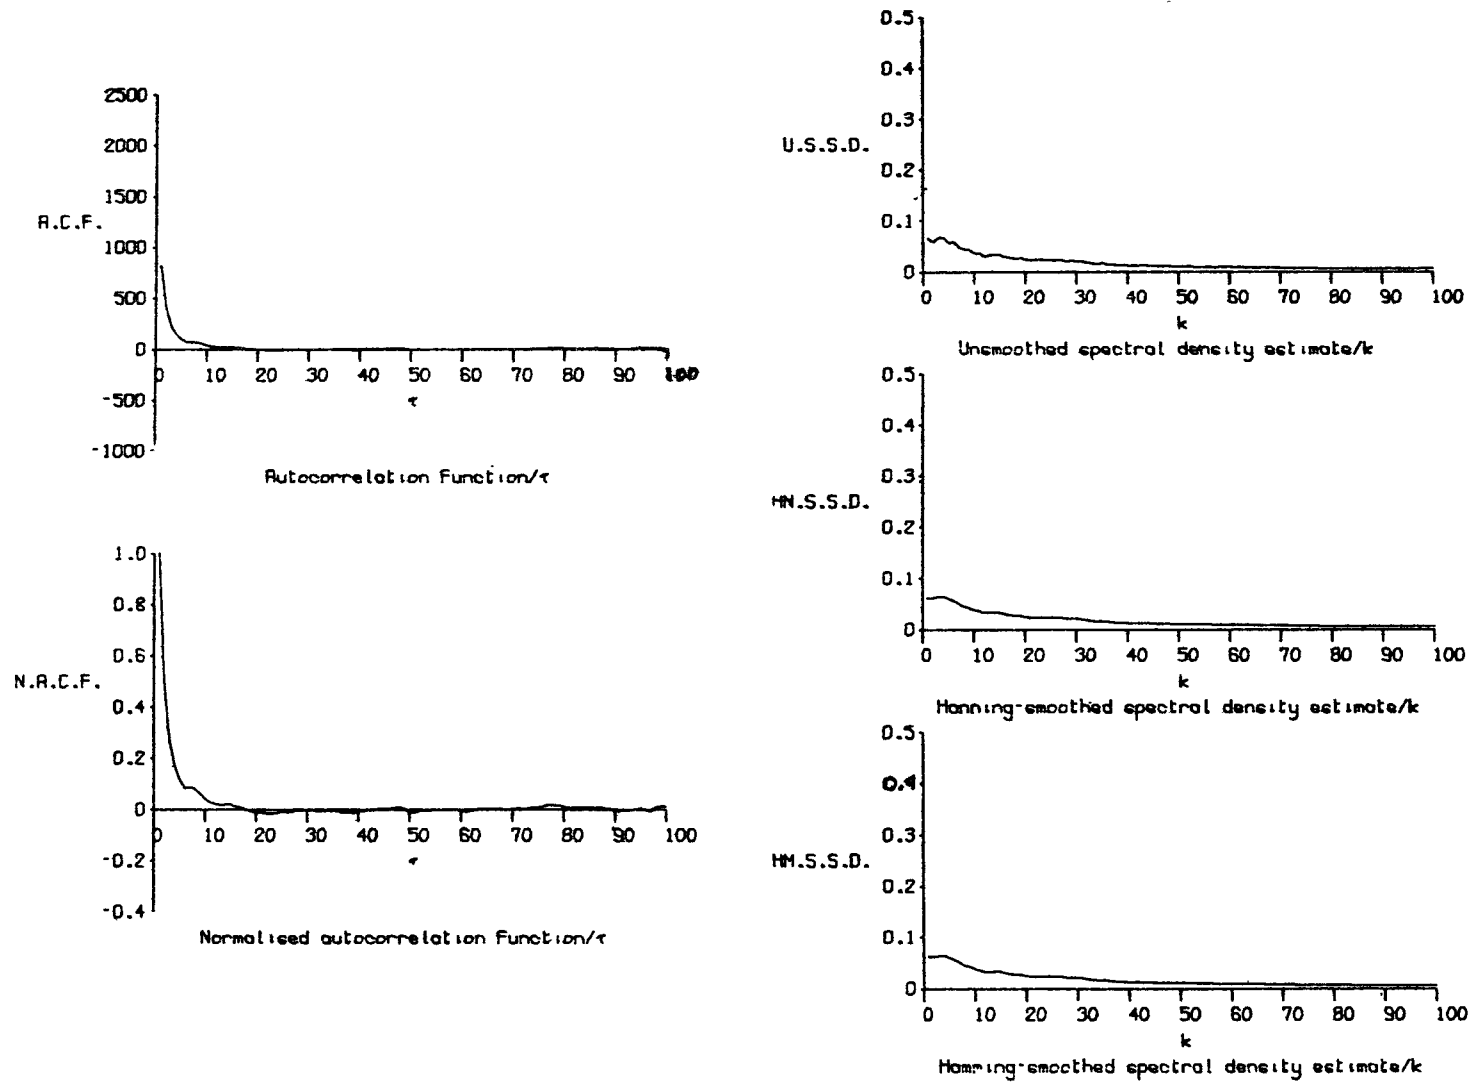 2500
2000
1500
A.C.F.
1000
500
0
0 10 20 30 40 50 60 70 80 90 100
τ
-500
-1000
Autocorrelation Function/τ
1.0
0.8
0.6
N.A.C.F.
0.4
0.2
0
0 10 20 30 40 50 60 70 80 90 100
τ
-0.2
-0.4
Normalised autocorrelation Function/τ
0.5
0.4
0.3
U.S.S.D.
0.2
0.1
0
0 10 20 30 40 50 60 70 80 90 100
k
Unsmoothed spectral density estimate/k
0.5
0.4
0.3
HN.S.S.D.
0.2
0.1
0
0 10 20 30 40 50 60 70 80 90 100
k
Hanning-smoothed spectral density estimate/k
0.5
0.4
0.3
HM.S.S.D.
0.2
0.1
0
0 10 20 30 40 50 60 70 80 90 100
k
Hamming-smoothed spectral density estimate/k